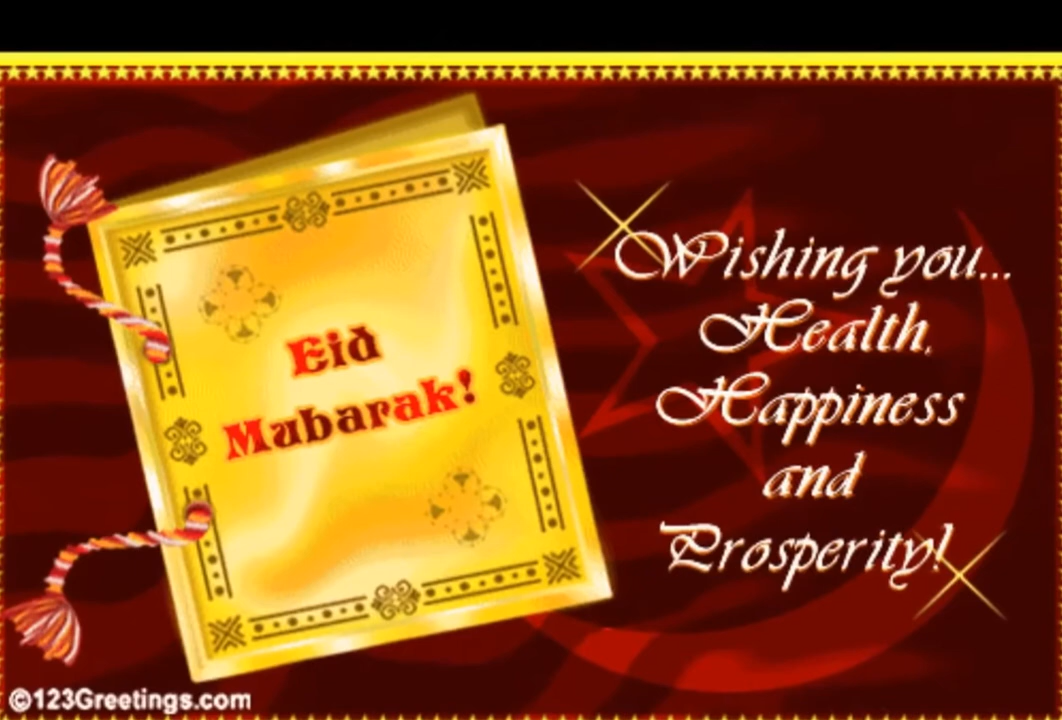 Eid
Mubarak!
Wishing you...
Health,
Happiness
and
Prosperity!
©123Greetings.com